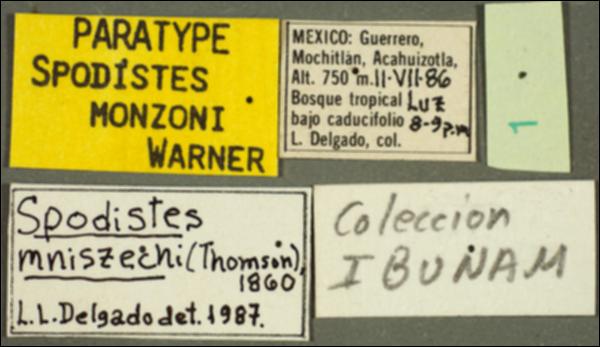 PARATYPE
SPODISTES
MONZONI
WARNER
MEXICO: Guerrero,
Mochitlán, Acahuizotla,
Alt. 750 m. 11-VII-86
Bosque tropical Luz
bajo caducifolio 8-9 p.m
L. Delgado, col.
1
Spodistes
mniszechi (Thomson),
1860
L.L. Delgado det. 1987.
Coleccion
IBUNAM